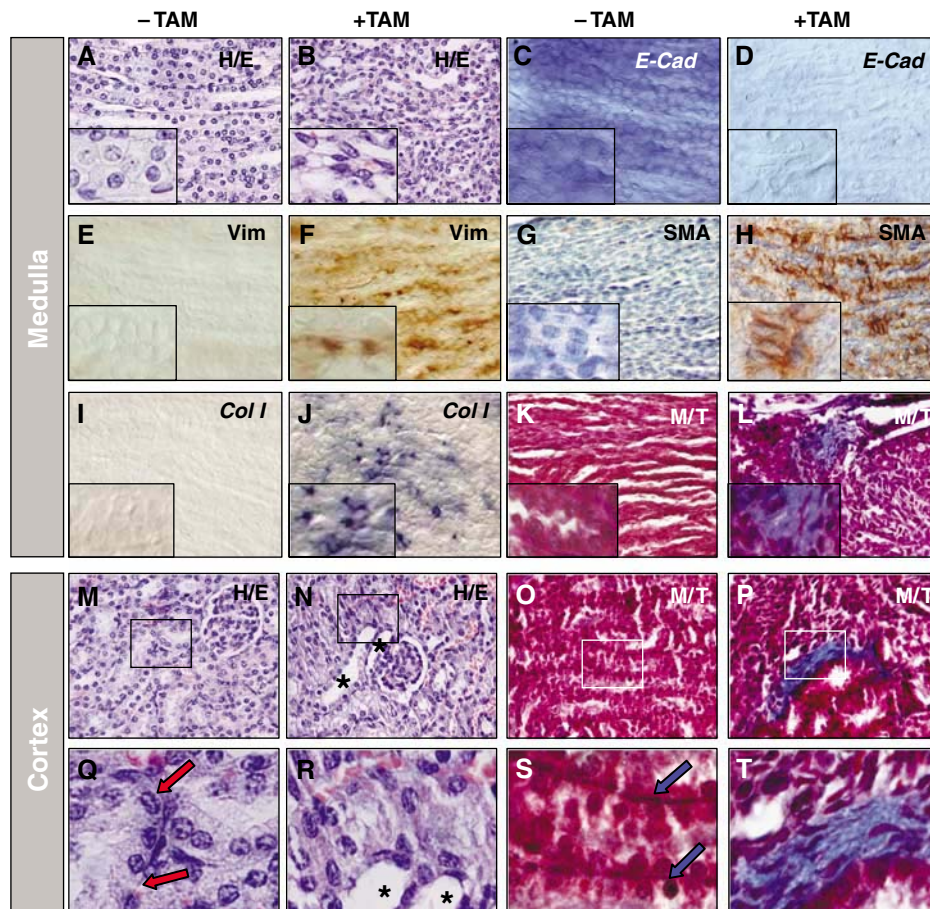 – TAM +TAM – TAM +TAM
Medulla
A H/E B H/E C E-Cad D E-Cad
E Vim F Vim G SMA H SMA
I Col I J Col I K M/T L M/T
Cortex
M H/E N H/E O M/T P M/T
* *
Q R S T
* *